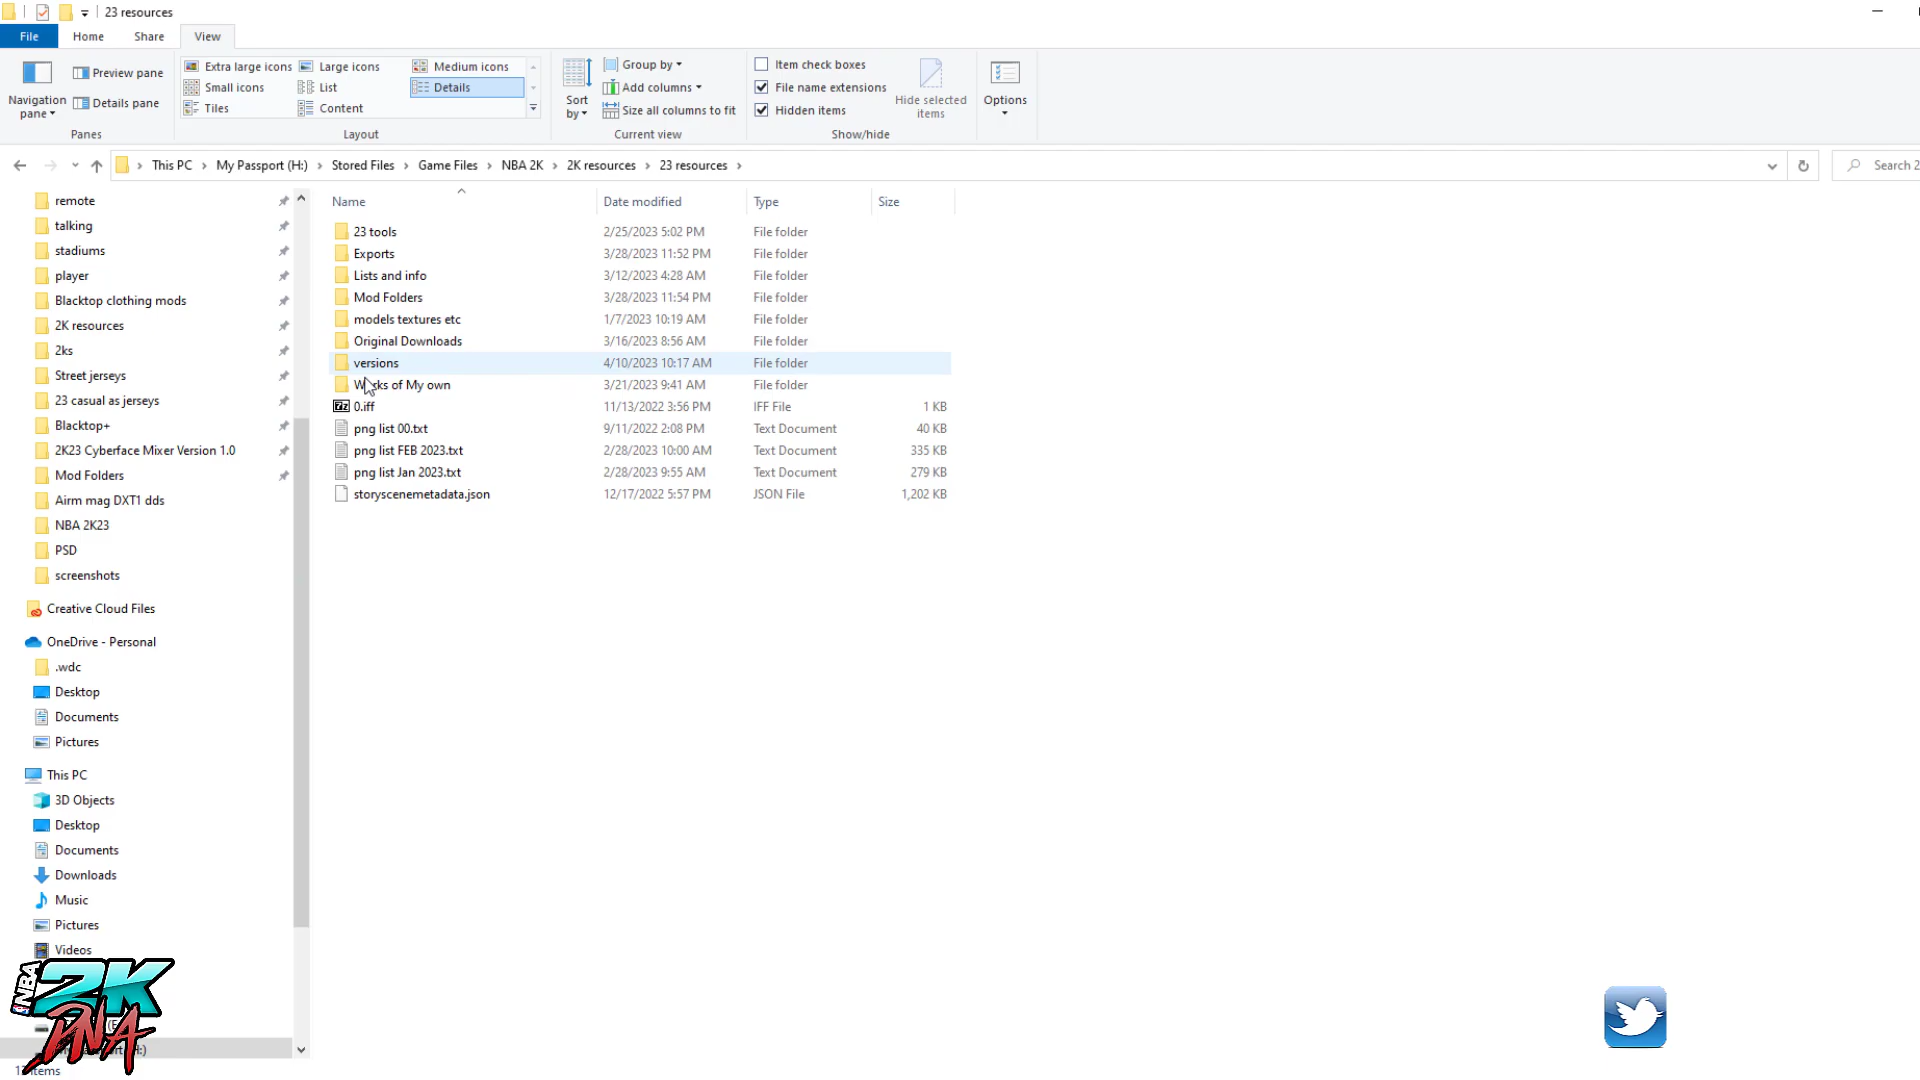 23 resources
File Home Share View
Navigation pane
Preview pane
Details pane
Panes
Extra large icons Large icons Medium icons
Small icons List Details
Tiles Content
Layout
Sort by
Group by
Add columns
Size all columns to fit
Current view
Item check boxes
File name extensions
Hidden items
Hide selected items
Show/hide
Options
This PC My Passport (H:) Stored Files Game Files NBA 2K 2K resources 23 resources
Search 2
remote
talking
stadiums
player
Blacktop clothing mods
2K resources
2ks
Street jerseys
23 casual as jerseys
Blacktop+
2K23 Cyberface Mixer Version 1.0
Mod Folders
Airm mag DXT1 dds
NBA 2K23
PSD
screenshots
Creative Cloud Files
OneDrive - Personal
.wdc
Desktop
Documents
Pictures
This PC
3D Objects
Desktop
Documents
Downloads
Music
Pictures
Videos
Name Date modified Type Size
23 tools 2/25/2023 5:02 PM File folder
Exports 3/28/2023 11:52 PM File folder
Lists and info 3/12/2023 4:28 AM File folder
Mod Folders 3/28/2023 11:54 PM File folder
models textures etc 1/7/2023 10:19 AM File folder
Original Downloads 3/16/2023 8:56 AM File folder
versions 4/10/2023 10:17 AM File folder
Works of My own 3/21/2023 9:41 AM File folder
0.iff 11/13/2022 3:56 PM IFF File 1 KB
png list 00.txt 9/11/2022 2:08 PM Text Document 40 KB
png list FEB 2023.txt 2/28/2023 10:00 AM Text Document 335 KB
png list Jan 2023.txt 2/28/2023 9:55 AM Text Document 279 KB
storyscenemetadata.json 12/17/2022 5:57 PM JSON File 1,202 KB
NBA 2K DNA
items